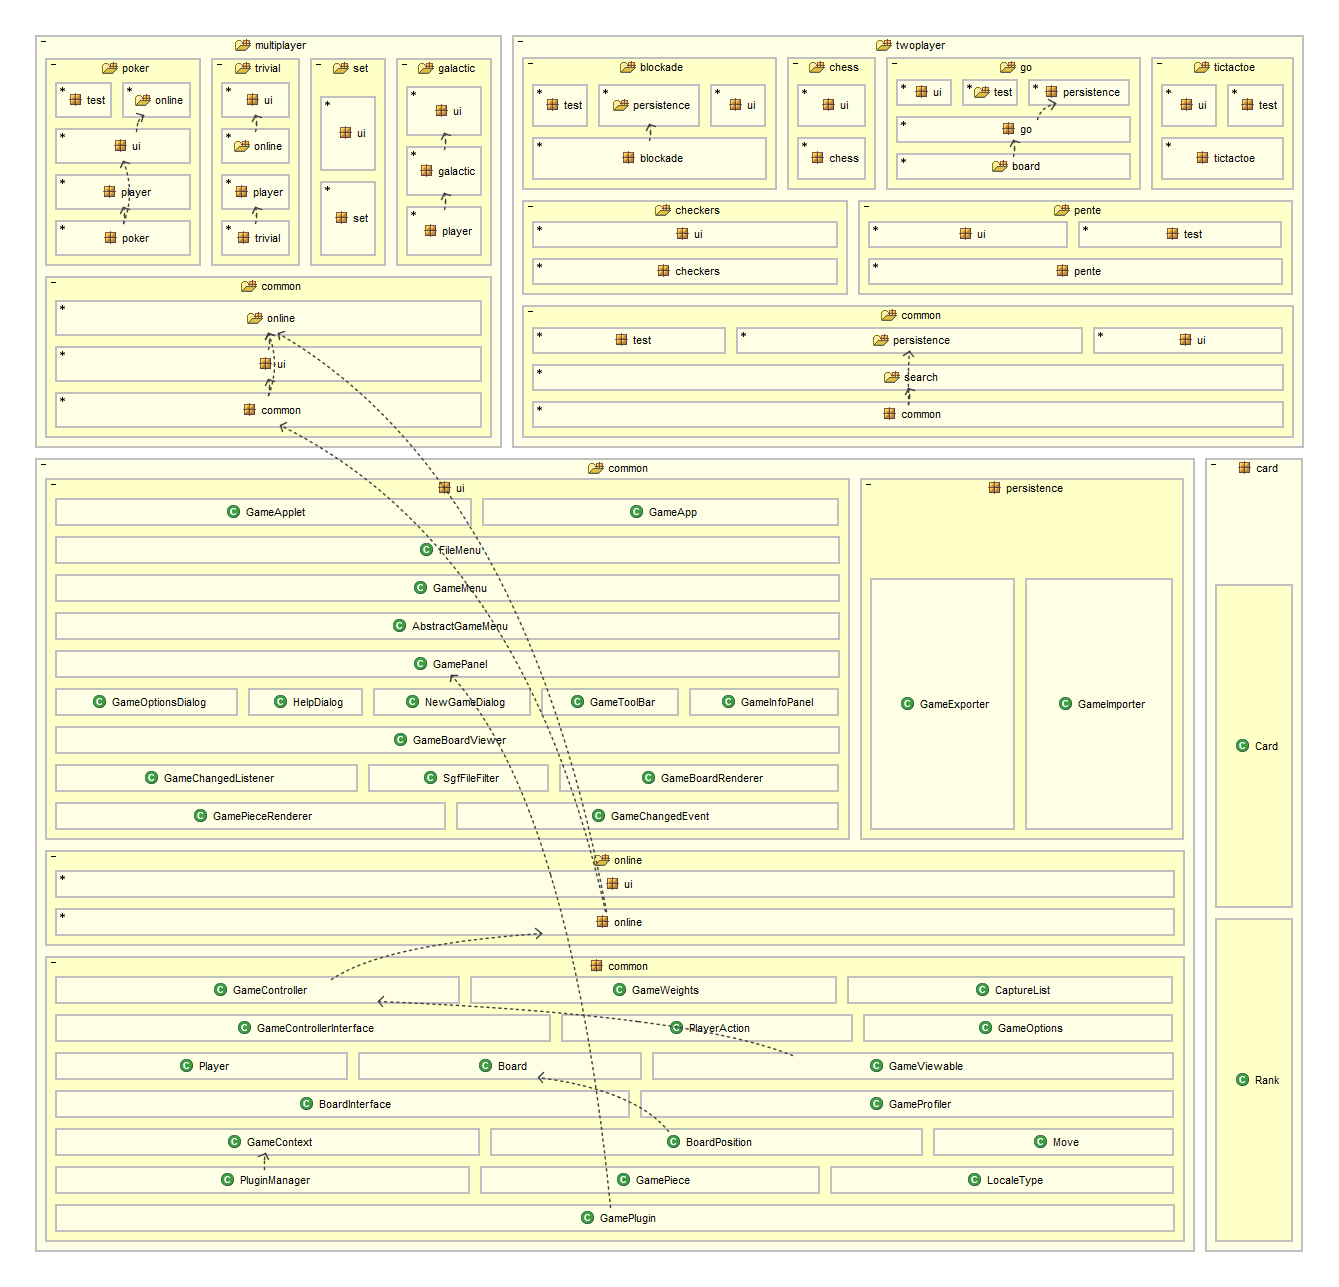 multiplayer
poker
test
online
ui
player
poker
trivial
ui
online
player
trivial
set
ui
set
galactic
ui
galactic
player
common
online
ui
common
twoplayer
blockade
test
persistence
ui
blockade
chess
ui
chess
go
ui
test
persistence
go
board
tictactoe
ui
test
tictactoe
checkers
ui
checkers
pente
ui
test
pente
common
test
persistence
ui
search
common
common
ui
GameApplet
GameApp
FileMenu
GameMenu
AbstractGameMenu
GamePanel
GameOptionsDialog
HelpDialog
NewGameDialog
GameToolBar
GameInfoPanel
GameBoardViewer
GameChangedListener
SgfFileFilter
GameBoardRenderer
GamePieceRenderer
GameChangedEvent
persistence
GameExporter
GameImporter
online
ui
online
common
GameController
GameWeights
CaptureList
GameControllerInterface
PlayerAction
GameOptions
Player
Board
GameViewable
BoardInterface
GameProfiler
GameContext
BoardPosition
Move
PluginManager
GamePiece
LocaleType
GamePlugin
card
Card
Rank